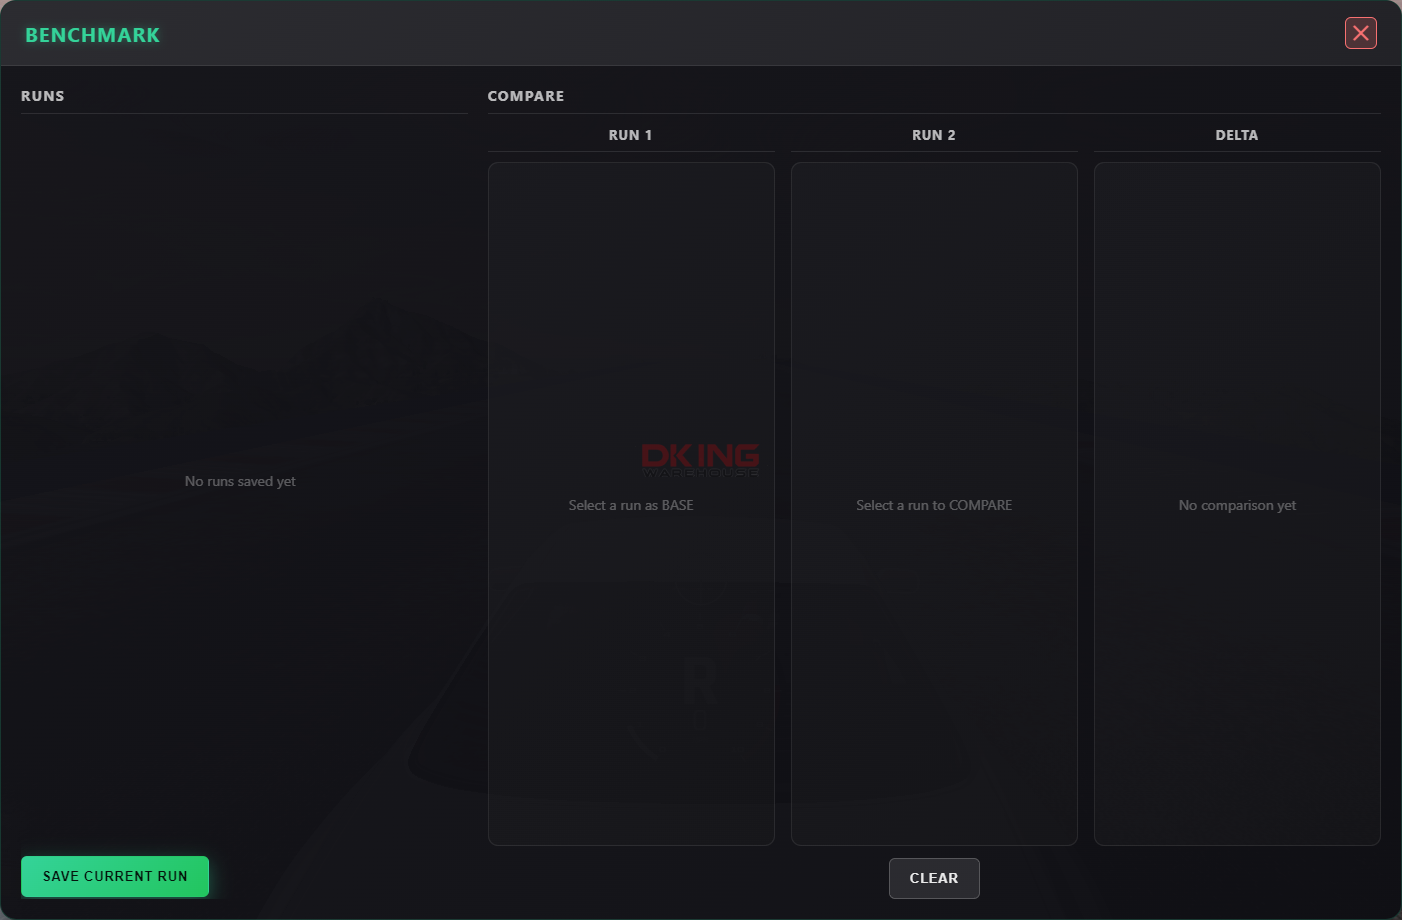 BENCHMARK
RUNS
COMPARE
RUN 1
RUN 2
DELTA
DKING
WAREHOUSE
No runs saved yet
Select a run as BASE
Select a run to COMPARE
No comparison yet
R
0
SAVE CURRENT RUN
CLEAR